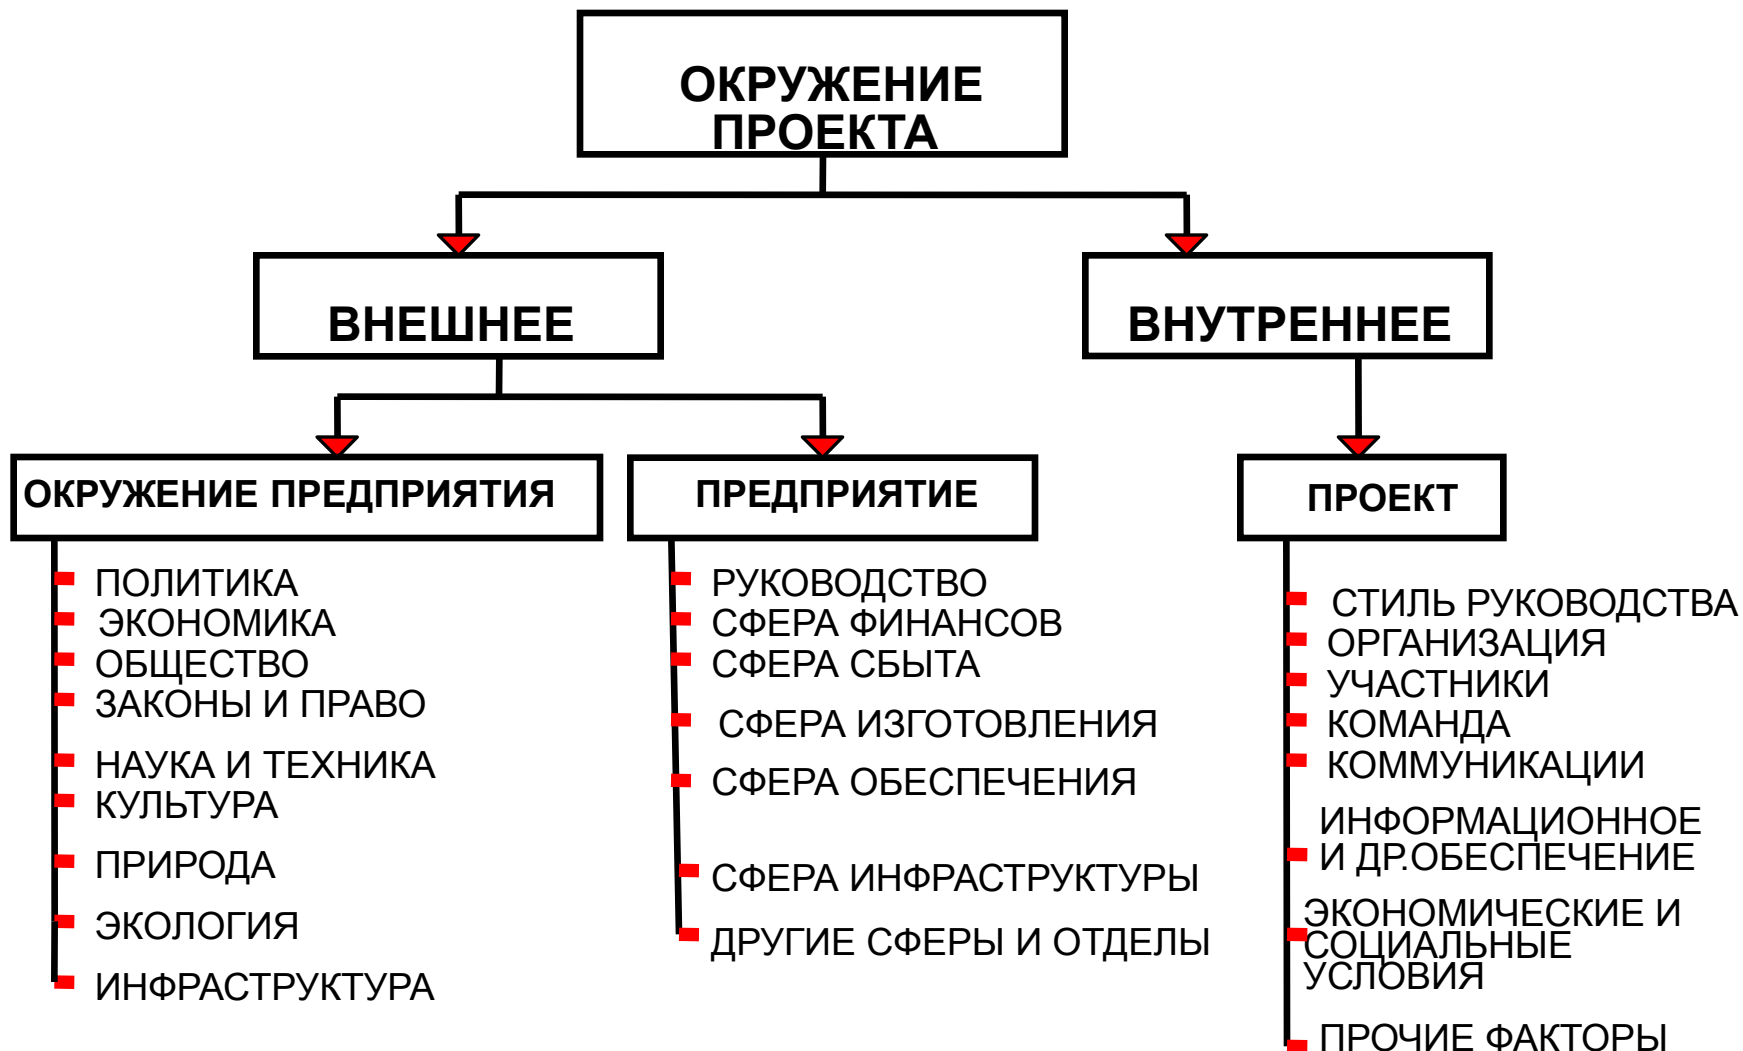 ОКРУЖЕНИЕ
ПРОЕКТА
ВНЕШНЕЕ
ВНУТРЕННЕЕ
ОКРУЖЕНИЕ ПРЕДПРИЯТИЯ
ПОЛИТИКА
ЭКОНОМИКА
ОБЩЕСТВО
ЗАКОНЫ И ПРАВО
НАУКА И ТЕХНИКА
КУЛЬТУРА
ПРИРОДА
ЭКОЛОГИЯ
ИНФРАСТРУКТУРА
ПРЕДПРИЯТИЕ
РУКОВОДСТВО
СФЕРА ФИНАНСОВ
СФЕРА СБЫТА
СФЕРА ИЗГОТОВЛЕНИЯ
СФЕРА ОБЕСПЕЧЕНИЯ
СФЕРА ИНФРАСТРУКТУРЫ
ДРУГИЕ СФЕРЫ И ОТДЕЛЫ
ПРОЕКТ
СТИЛЬ РУКОВОДСТВА
ОРГАНИЗАЦИЯ
УЧАСТНИКИ
КОМАНДА
КОММУНИКАЦИИ
ИНФОРМАЦИОННОЕ
И ДР.ОБЕСПЕЧЕНИЕ
ЭКОНОМИЧЕСКИЕ И
СОЦИАЛЬНЫЕ
УСЛОВИЯ
ПРОЧИЕ ФАКТОРЫ